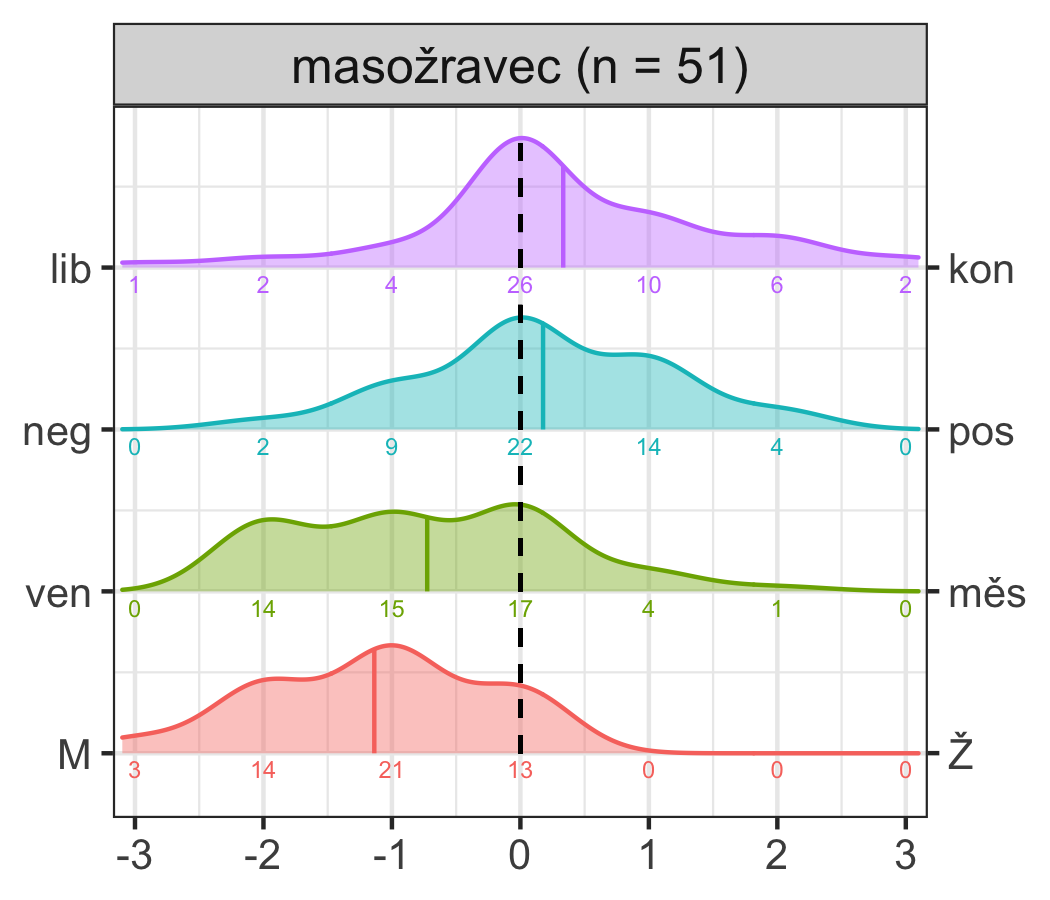 masožravec (n = 51)
lib kon
1 2 4 26 10 6 2
neg pos
0 2 9 22 14 4 0
ven měs
0 14 15 17 4 1 0
M Ž
3 14 21 13 0 0 0
-3 -2 -1 0 1 2 3